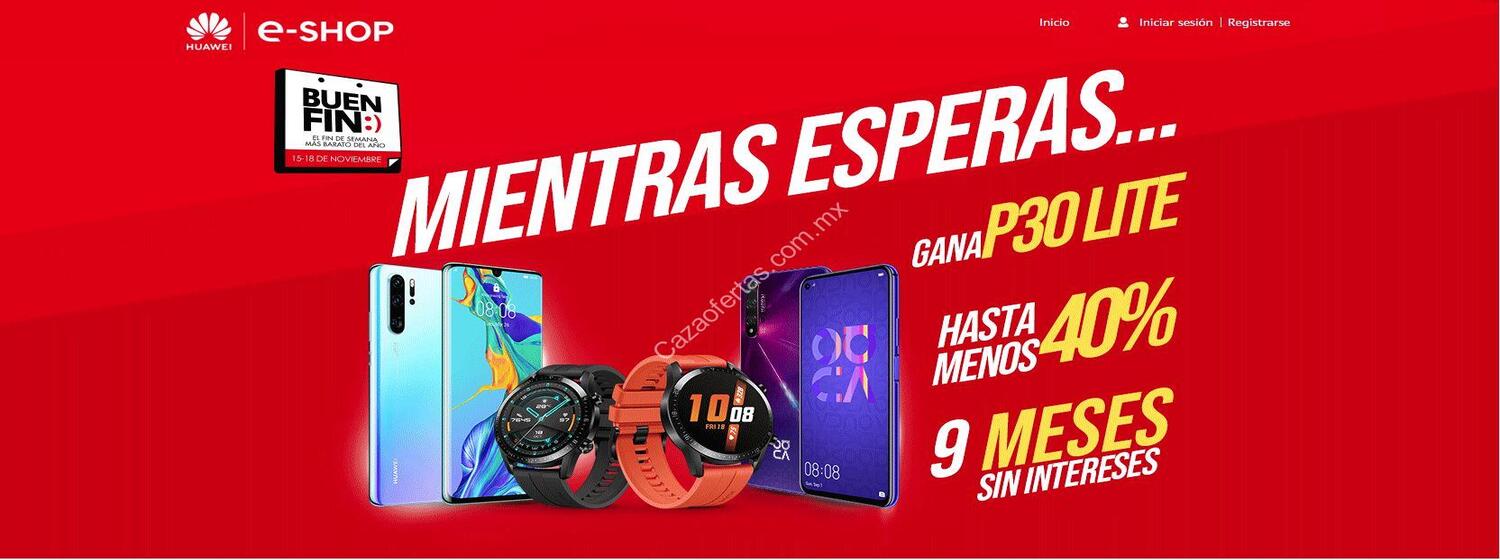 HUAWEI
e-SHOP
Inicio
Iniciar sesión | Registrarse
BUEN
FIN:)
EL FIN DE SEMANA
MÁS BARATO DEL AÑO
15-18 DE NOVIEMBRE
MIENTRAS ESPERAS...
GANA P30 LITE
HASTA
MENOS 40%
9 MESES
SIN INTERESES
Cazaofertas.com.mx
08:08
HUAWEI
10 08
FRI 18
08:08